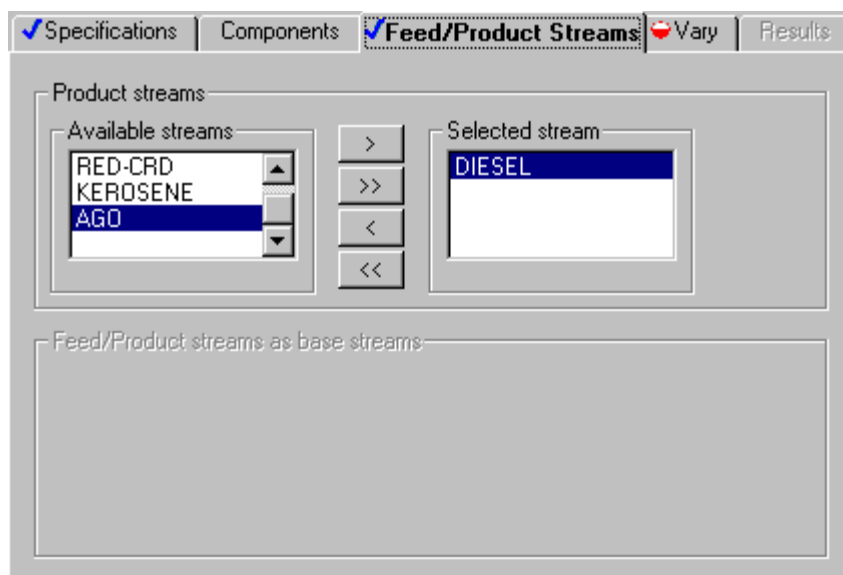 Specifications Components Feed/Product Streams Vary Results
Product streams
Available streams
RED-CRD
KEROSENE
AGO
>
>>
<
<<
Selected stream
DIESEL
Feed/Product streams as base streams